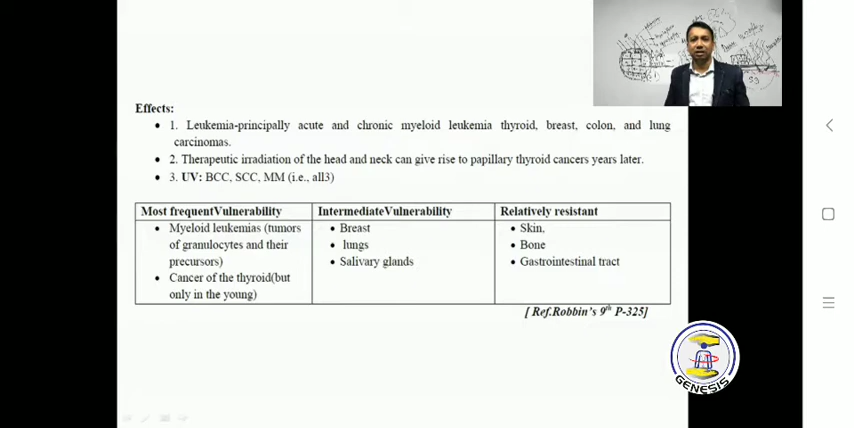 Effects:
• 1. Leukemia-principally acute and chronic myeloid leukemia thyroid, breast, colon, and lung
carcinomas.
• 2. Therapeutic irradiation of the head and neck can give rise to papillary thyroid cancers years later.
• 3. UV: BCC, SCC, MM (i.e., all3)
Most frequentVulnerability
• Myeloid leukemias (tumors
of granulocytes and their
precursors)
• Cancer of the thyroid(but
only in the young)
IntermediateVulnerability
• Breast
• lungs
• Salivary glands
Relatively resistant
• Skin,
• Bone
• Gastrointestinal tract
[ Ref.Robbin's 9th P-325]
GENESIS